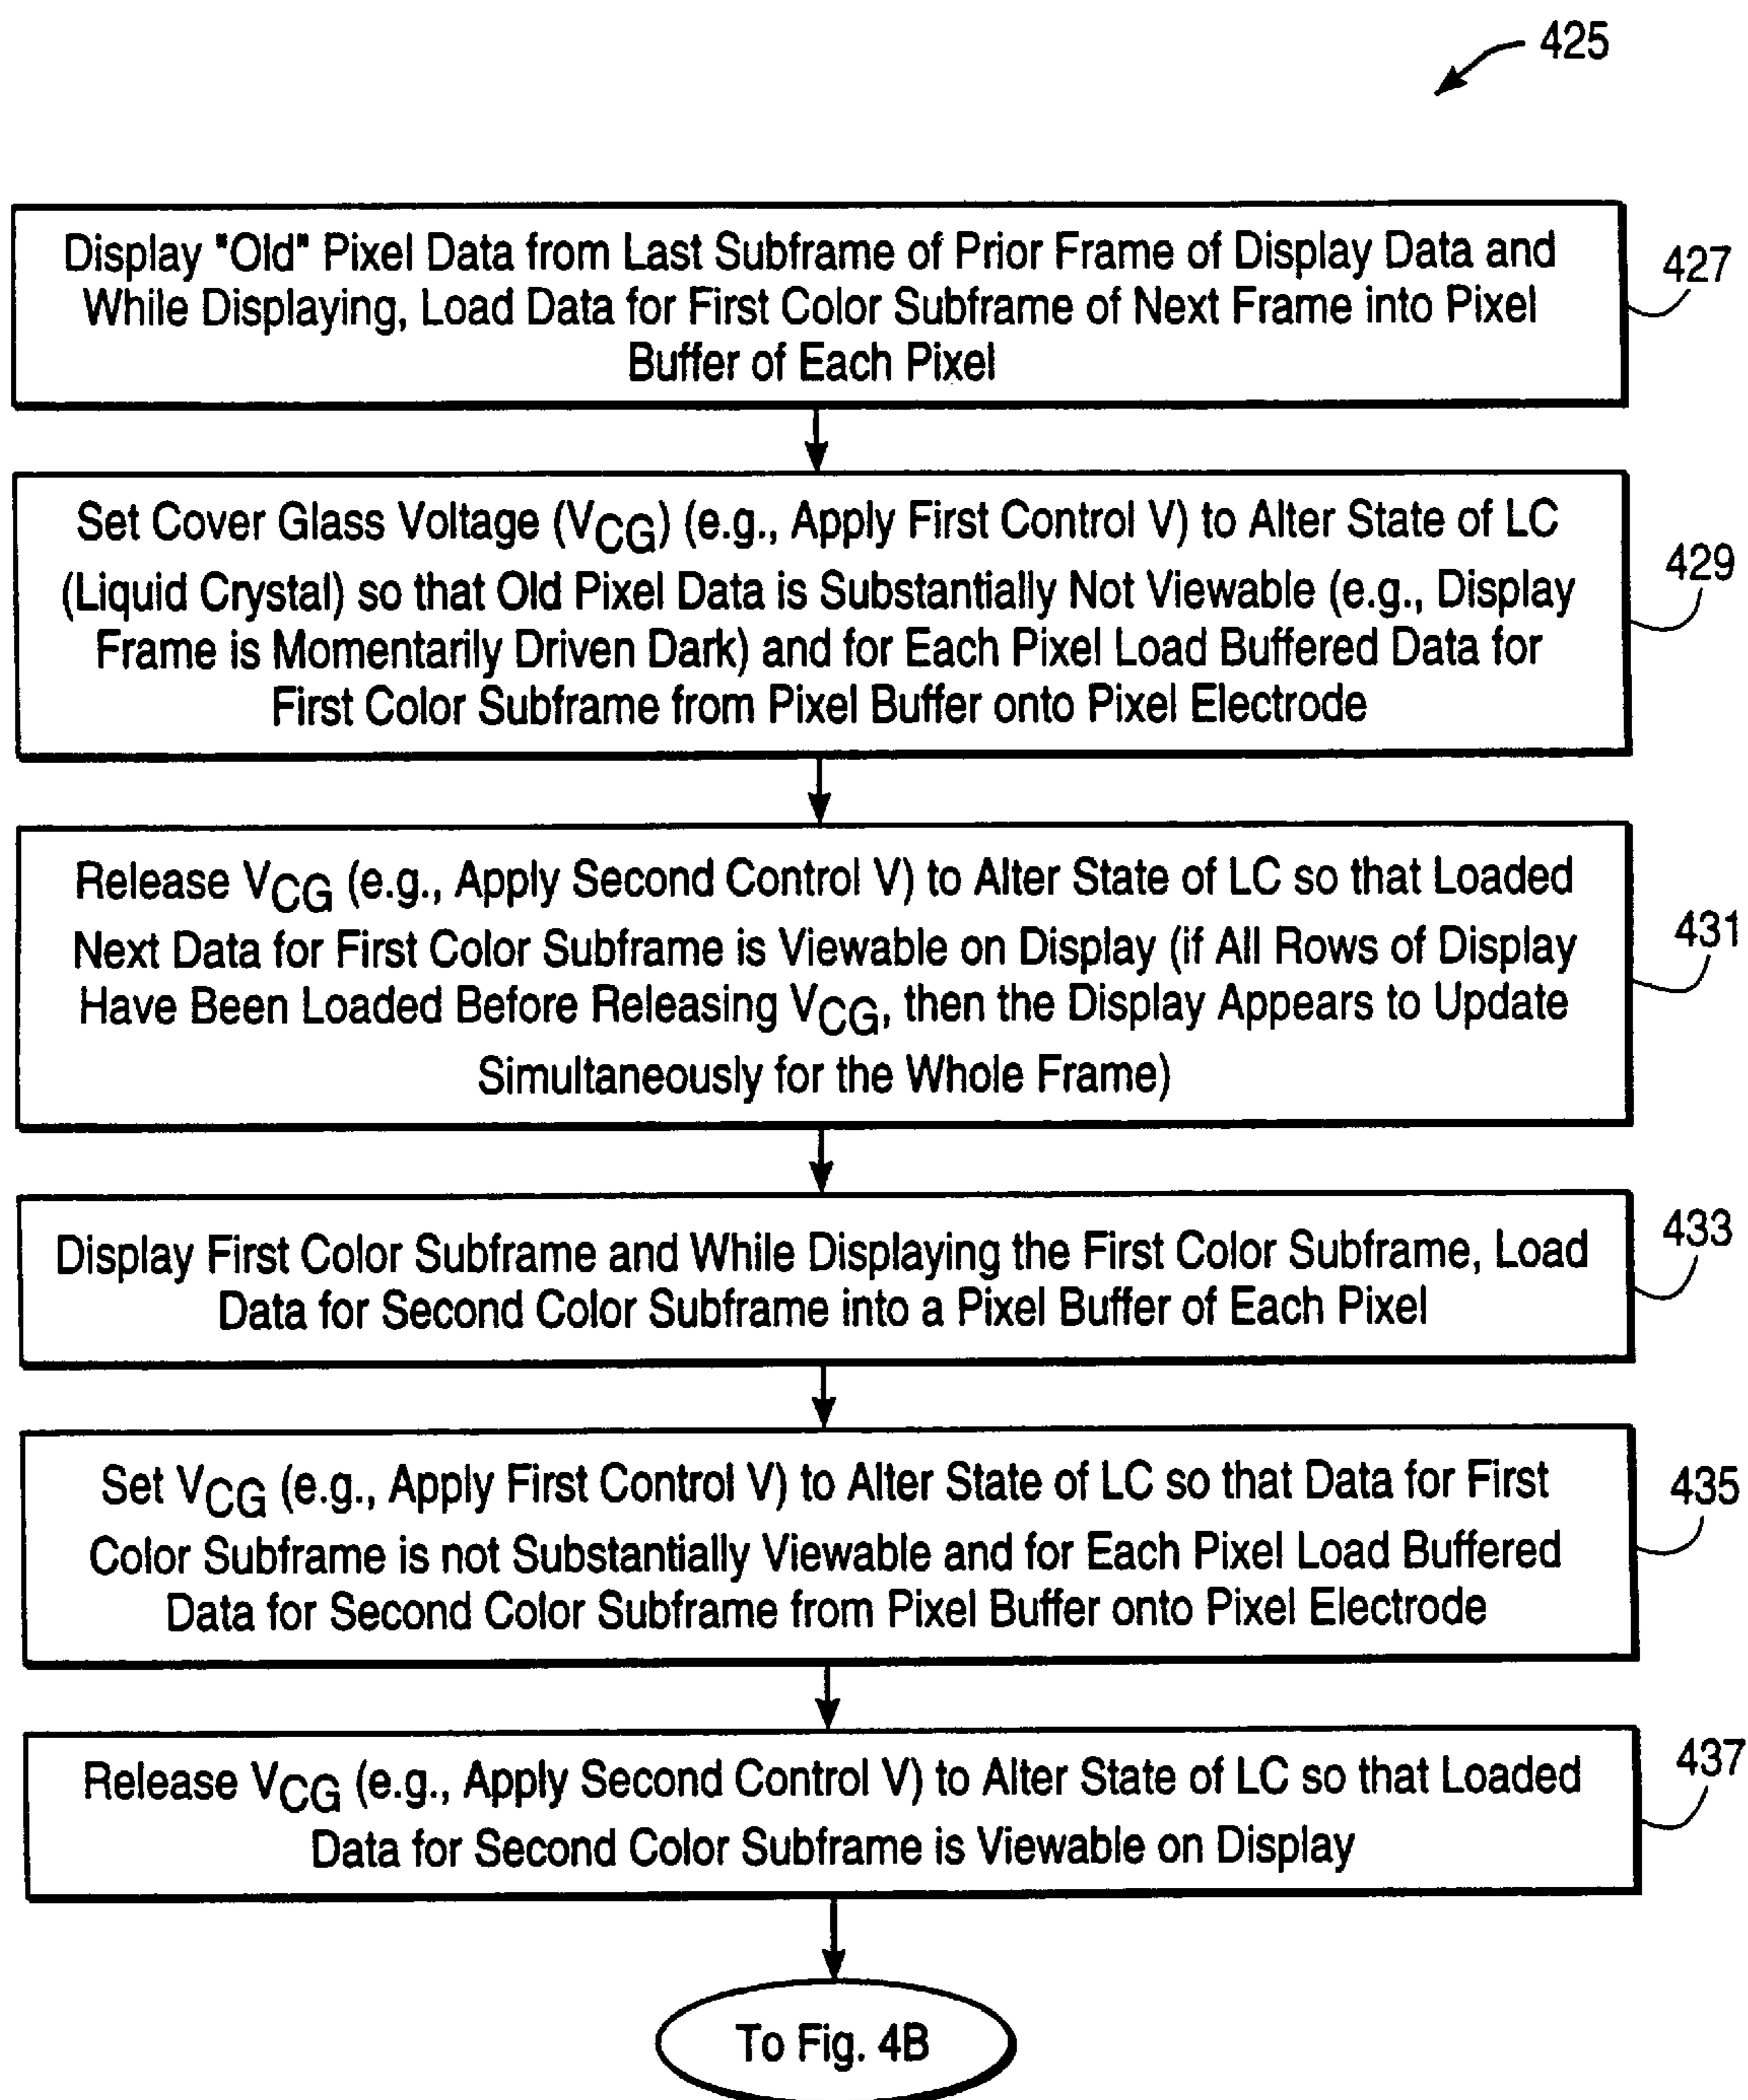 425
Display "Old" Pixel Data from Last Subframe of Prior Frame of Display Data and
While Displaying, Load Data for First Color Subframe of Next Frame into Pixel
Buffer of Each Pixel
427
Set Cover Glass Voltage (VCG) (e.g., Apply First Control V) to Alter State of LC
(Liquid Crystal) so that Old Pixel Data is Substantially Not Viewable (e.g., Display
Frame is Momentarily Driven Dark) and for Each Pixel Load Buffered Data for
First Color Subframe from Pixel Buffer onto Pixel Electrode
429
Release VCG (e.g., Apply Second Control V) to Alter State of LC so that Loaded
Next Data for First Color Subframe is Viewable on Display (if All Rows of Display
Have Been Loaded Before Releasing VCG, then the Display Appears to Update
Simultaneously for the Whole Frame)
431
Display First Color Subframe and While Displaying the First Color Subframe, Load
Data for Second Color Subframe into a Pixel Buffer of Each Pixel
433
Set VCG (e.g., Apply First Control V) to Alter State of LC so that Data for First
Color Subframe is not Substantially Viewable and for Each Pixel Load Buffered
Data for Second Color Subframe from Pixel Buffer onto Pixel Electrode
435
Release VCG (e.g., Apply Second Control V) to Alter State of LC so that Loaded
Data for Second Color Subframe is Viewable on Display
437
To Fig. 4B